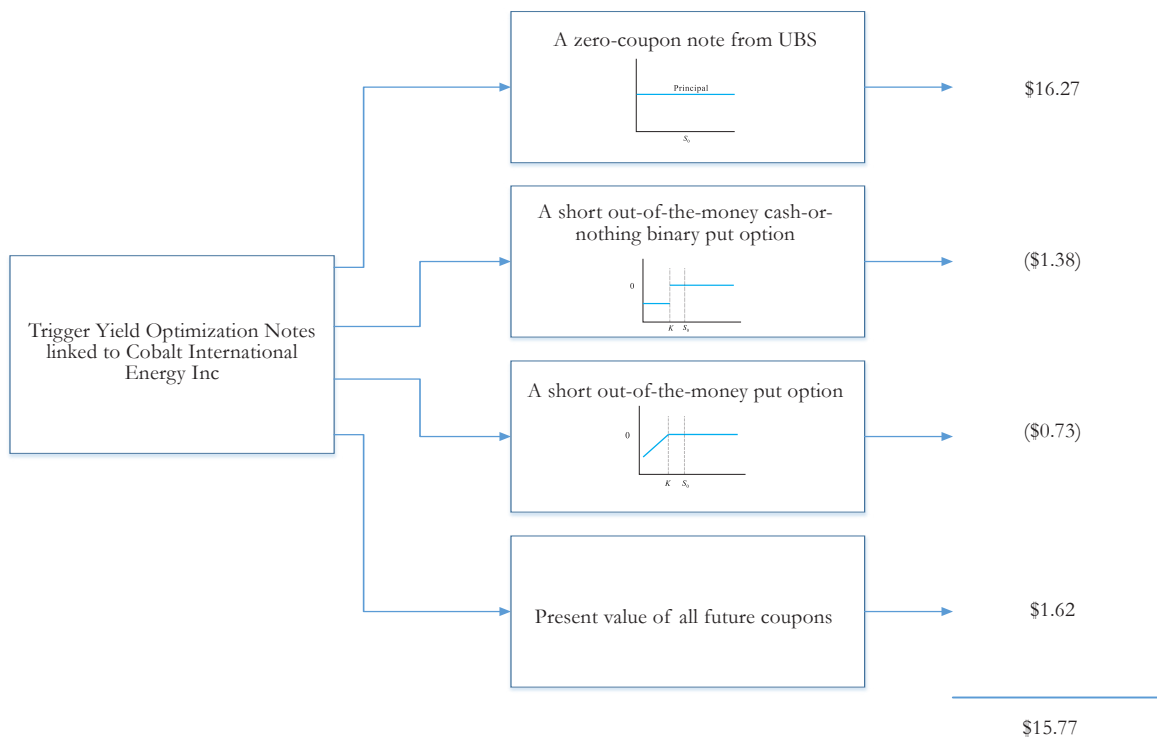 A zero-coupon note from UBS
Principal
S₀
$16.27
A short out-of-the-money cash-or-
nothing binary put option
0
K S₀
($1.38)
Trigger Yield Optimization Notes
linked to Cobalt International
Energy Inc
A short out-of-the-money put option
0
K S₀
($0.73)
Present value of all future coupons
$1.62
$15.77